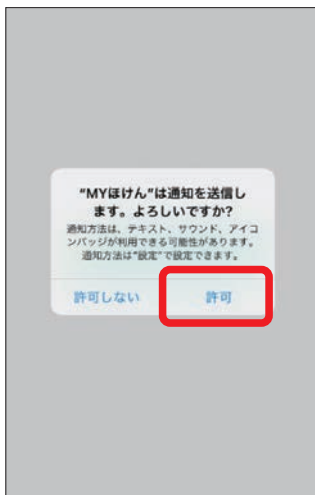 “MYほけん”は通知を送信し
ます。よろしいですか?
通知方法は、テキスト、サウンド、アイコ
ンバッジが利用できる可能性があります。
通知方法は“設定”で設定できます。
許可しない
許可